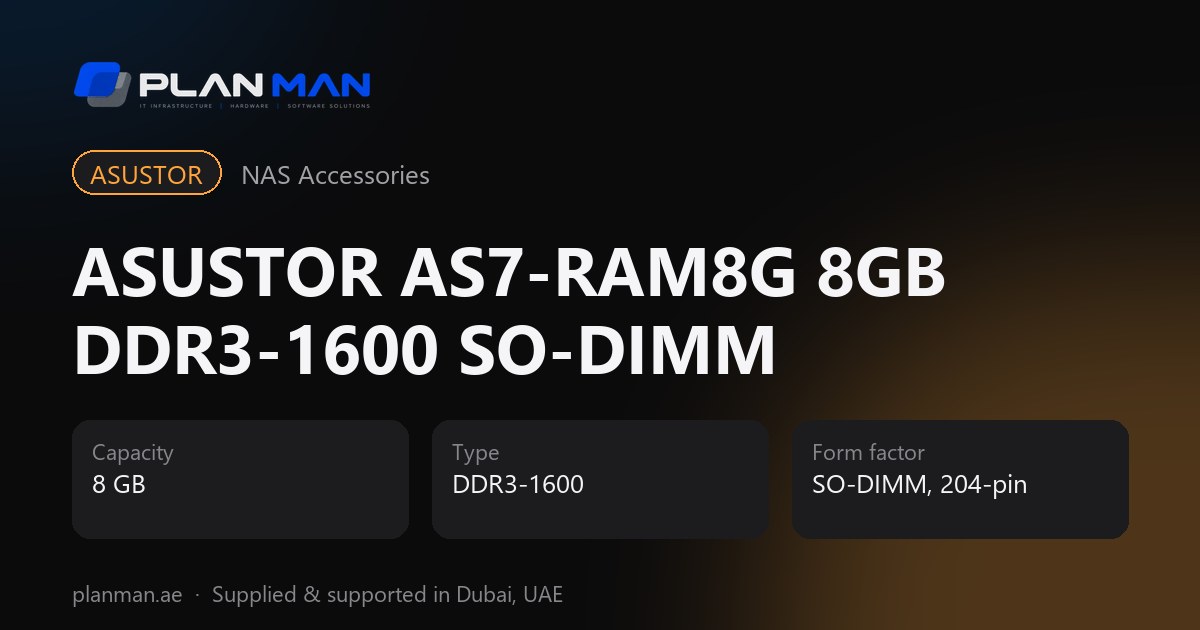 PLAN MAN
IT INFRASTRUCTURE | HARDWARE | SOFTWARE SOLUTIONS
ASUSTOR NAS Accessories
ASUSTOR AS7-RAM8G 8GB
DDR3-1600 SO-DIMM
Capacity
8 GB
Type
DDR3-1600
Form factor
SO-DIMM, 204-pin
planman.ae · Supplied & supported in Dubai, UAE